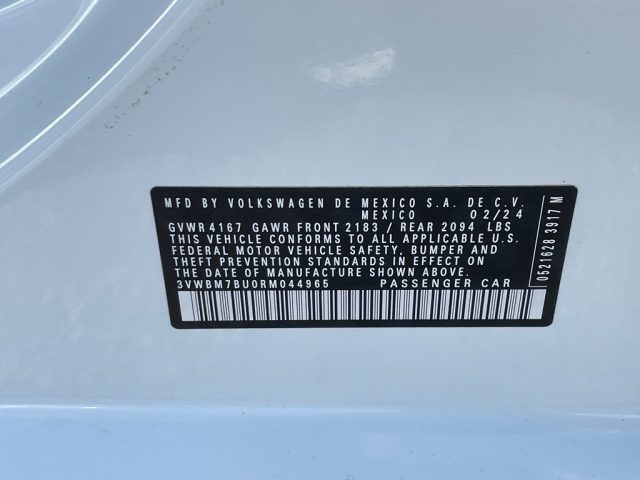 MFD BY VOLKSWAGEN DE MEXICO S.A. DE C.V.
MEXICO 02/24
GVWR 4167 GAWR FRONT 2183 / REAR 2094 LBS
THIS VEHICLE CONFORMS TO ALL APPLICABLE U.S.
FEDERAL MOTOR VEHICLE SAFETY, BUMPER AND
THEFT PREVENTION STANDARDS IN EFFECT ON
THE DATE OF MANUFACTURE SHOWN ABOVE.
3VWBM7BU0RM044965 PASSENGER CAR
0521628 3917 M